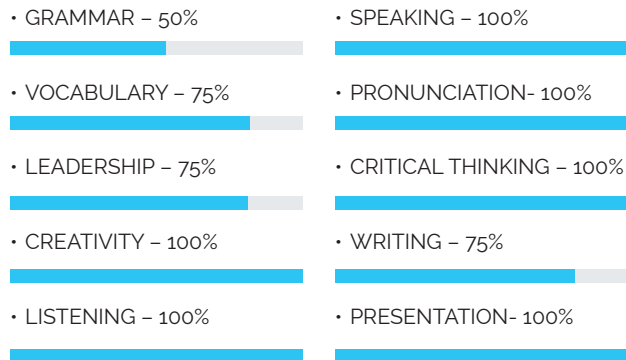 • GRAMMAR – 50%
• VOCABULARY – 75%
• LEADERSHIP – 75%
• CREATIVITY – 100%
• LISTENING – 100%
• SPEAKING – 100%
• PRONUNCIATION- 100%
• CRITICAL THINKING – 100%
• WRITING – 75%
• PRESENTATION- 100%